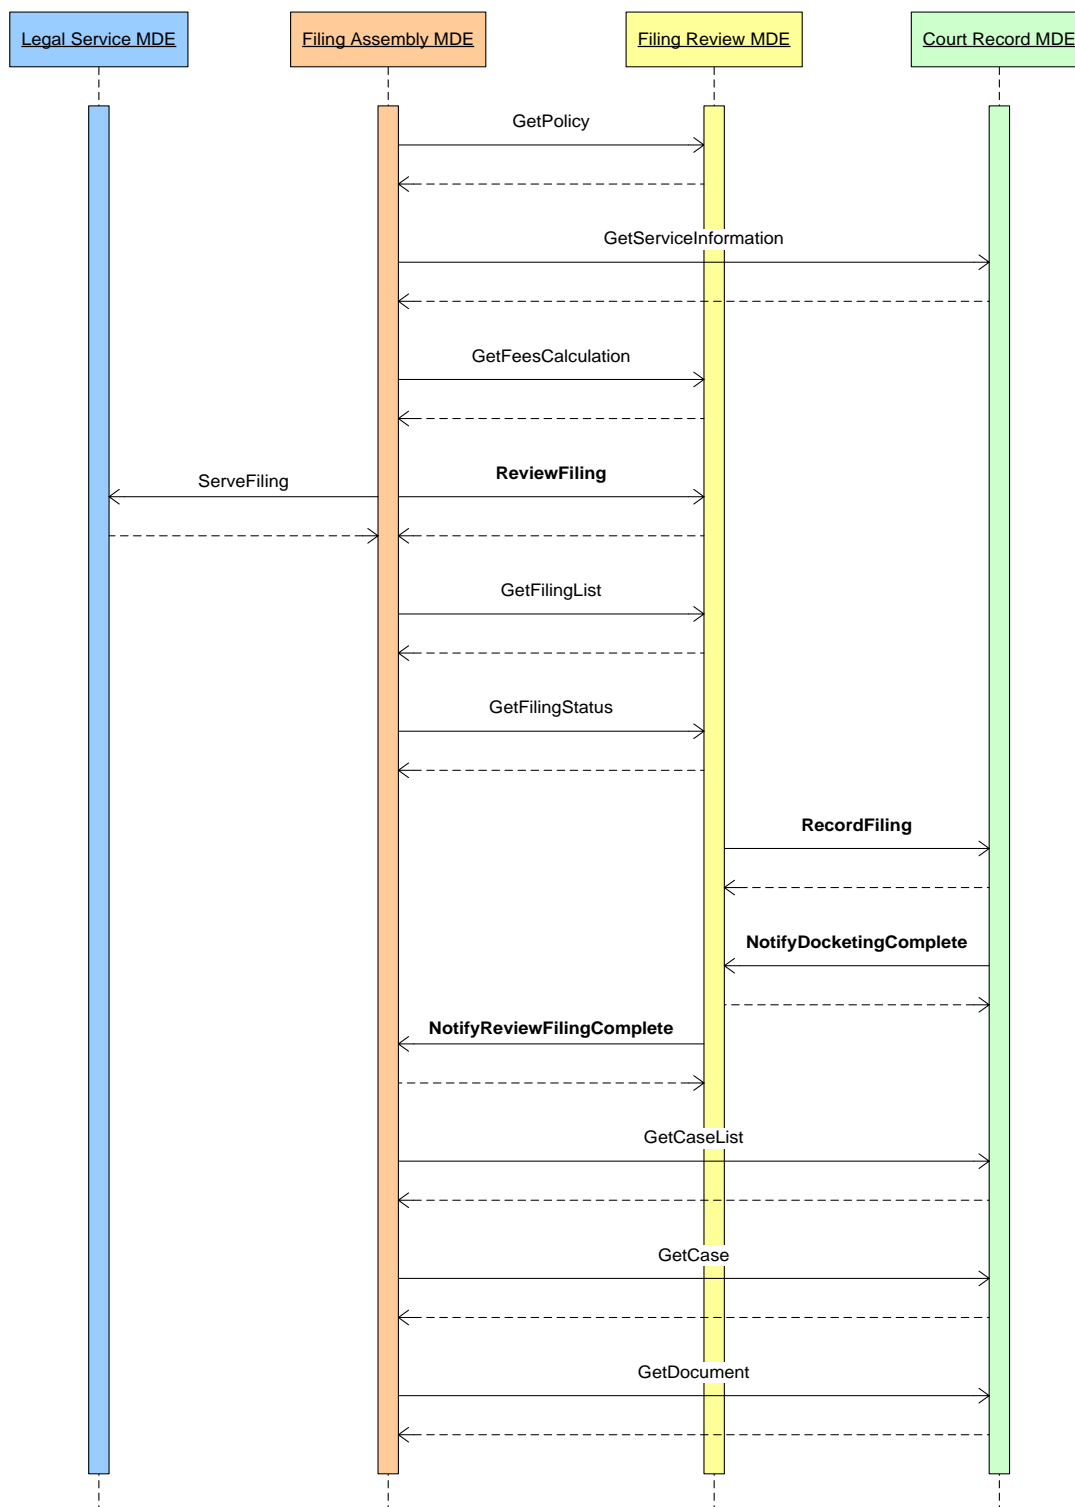 Legal Service MDE
Filing Assembly MDE
Filing Review MDE
Court Record MDE
GetPolicy
GetServiceInformation
GetFeesCalculation
ServeFiling
ReviewFiling
GetFilingList
GetFilingStatus
RecordFiling
NotifyDocketingComplete
NotifyReviewFilingComplete
GetCaseList
GetCase
GetDocument